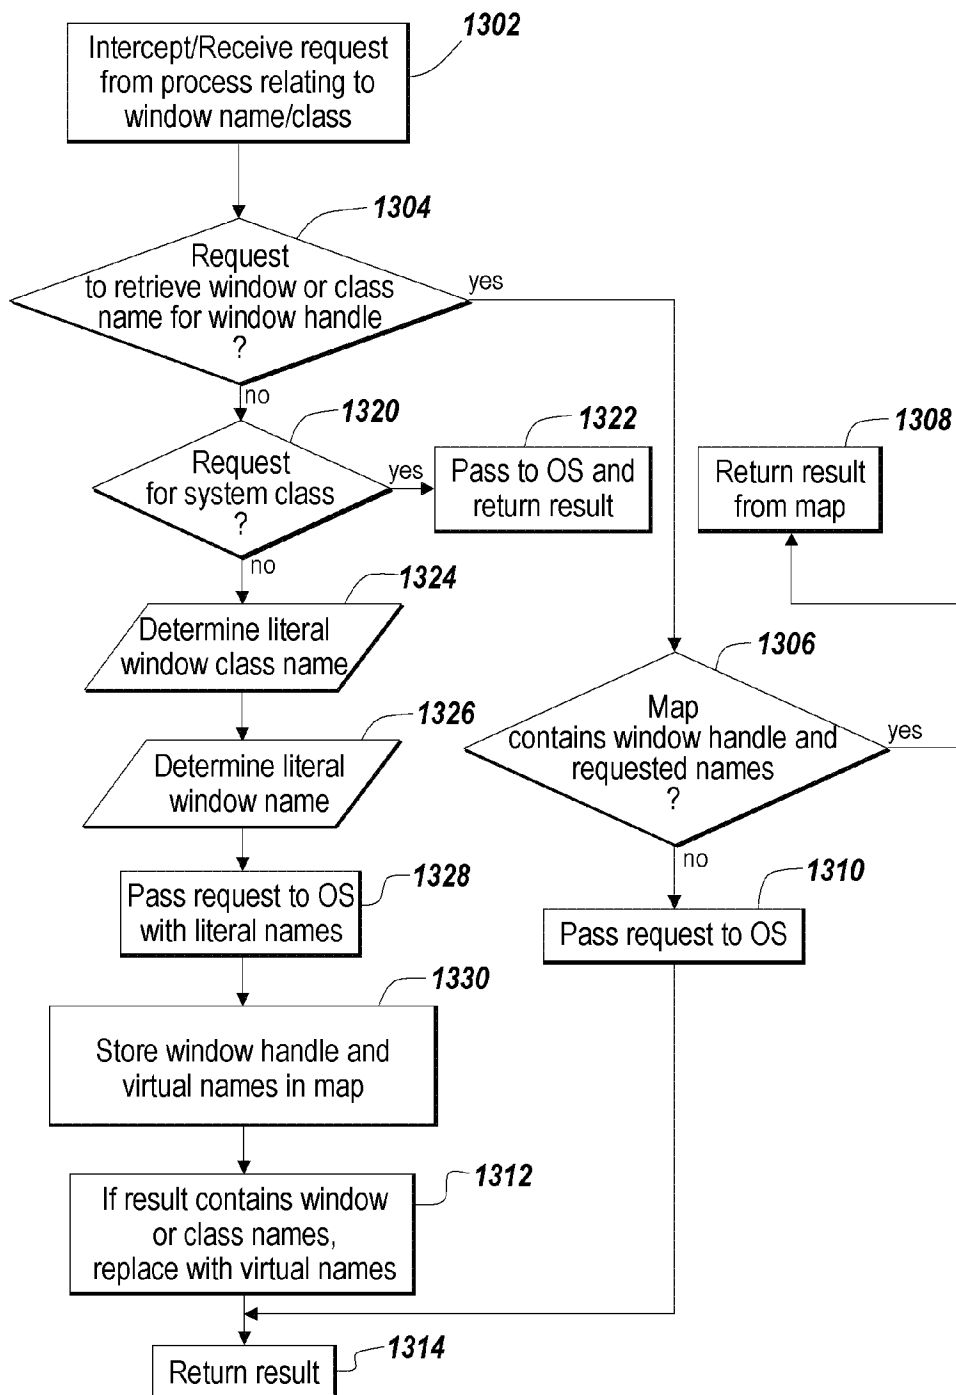 1302
Intercept/Receive request
from process relating to
window name/class
1304
Request
to retrieve window or class
name for window handle
?
yes
no
1320
Request
for system class
?
yes
no
1322
Pass to OS and
return result
1308
Return result
from map
1324
Determine literal
window class name
1306
Map
contains window handle and
requested names
?
yes
no
1326
Determine literal
window name
1328
Pass request to OS
with literal names
1310
Pass request to OS
1330
Store window handle and
virtual names in map
1312
If result contains window
or class names,
replace with virtual names
1314
Return result